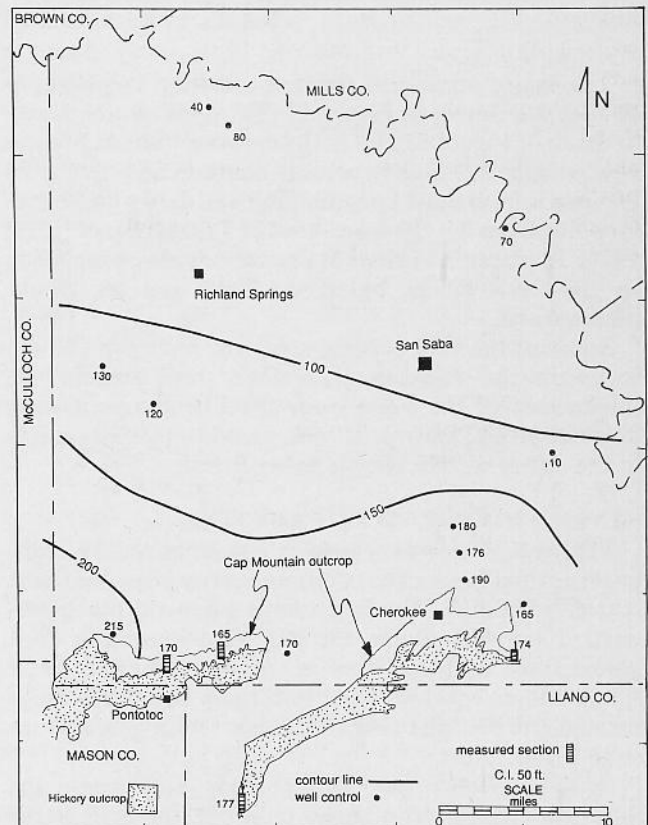 BROWN CO.
MILLS CO.
N
40
80
70
Richland Springs
McCULLOCH CO.
San Saba
100
130
120
110
150
180
176
200
190
Cap Mountain outcrop
Cherokee
165
215
170
165
170
174
LLANO CO.
Pontotoc
MASON CO.
measured section
contour line
C.I. 50 ft.
SCALE
well control
miles
Hickory outcrop
177
0
10